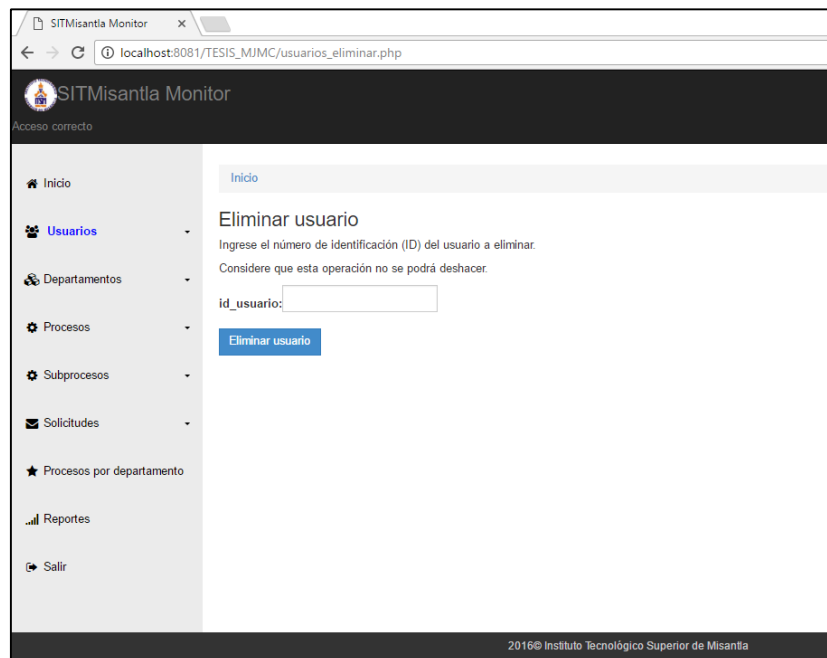 SITMisantla Monitor
localhost:8081/TESIS_MJMC/usuarios_eliminar.php
SITMisantla Monitor
Acceso correcto
Inicio
Usuarios
Departamentos
Procesos
Subprocesos
Solicitudes
Procesos por departamento
Reportes
Salir
Inicio
Eliminar usuario
Ingrese el número de identificación (ID) del usuario a eliminar.
Considere que esta operación no se podrá deshacer.
id_usuario:
Eliminar usuario
2016© Instituto Tecnológico Superior de Misantla